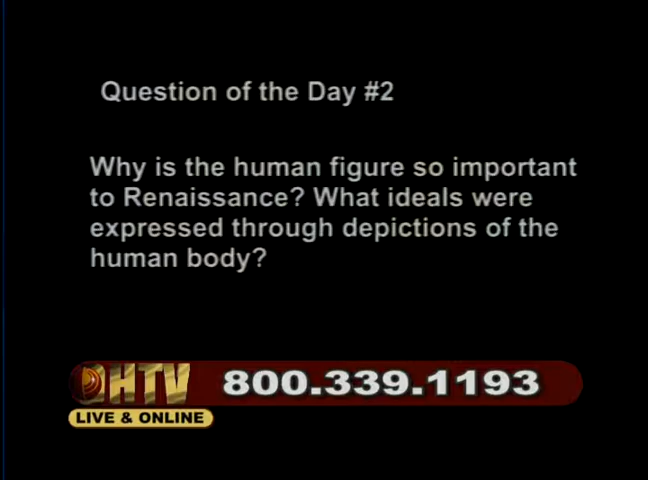 Question of the Day #2
Why is the human figure so important
to Renaissance? What ideals were
expressed through depictions of the
human body?
DHTV 800.339.1193
LIVE & ONLINE